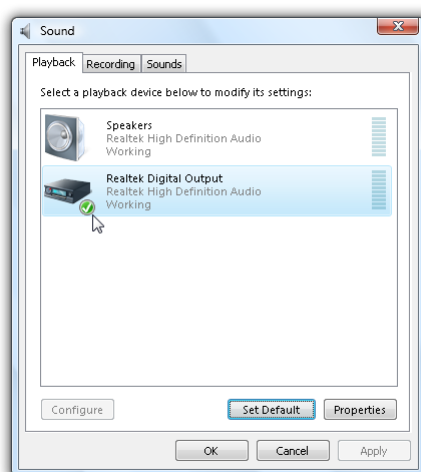 Sound
Playback Recording Sounds
Select a playback device below to modify its settings:
Speakers
Realtek High Definition Audio
Working
Realtek Digital Output
Realtek High Definition Audio
Working
Configure Set Default Properties
OK Cancel Apply